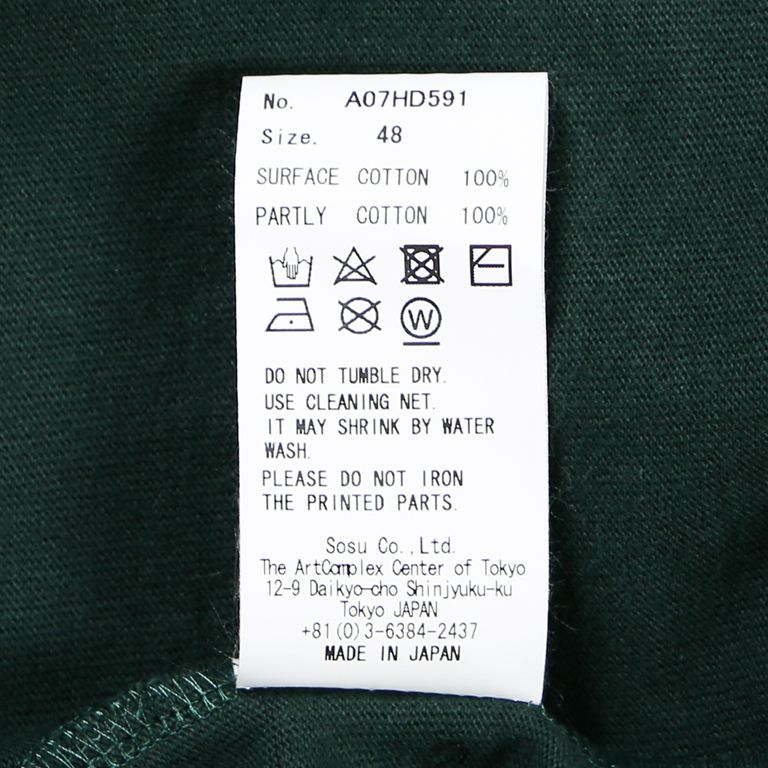 No. A07HD591
Size. 48
SURFACE COTTON 100%
PARTLY COTTON 100%
W
DO NOT TUMBLE DRY.
USE CLEANING NET.
IT MAY SHRINK BY WATER
WASH.
PLEASE DO NOT IRON
THE PRINTED PARTS.
Sosu Co.,Ltd.
The ArtComplex Center of Tokyo
12-9 Daikyo-cho Shinjyuku-ku
Tokyo JAPAN
+81(0)3-6384-2437
MADE IN JAPAN